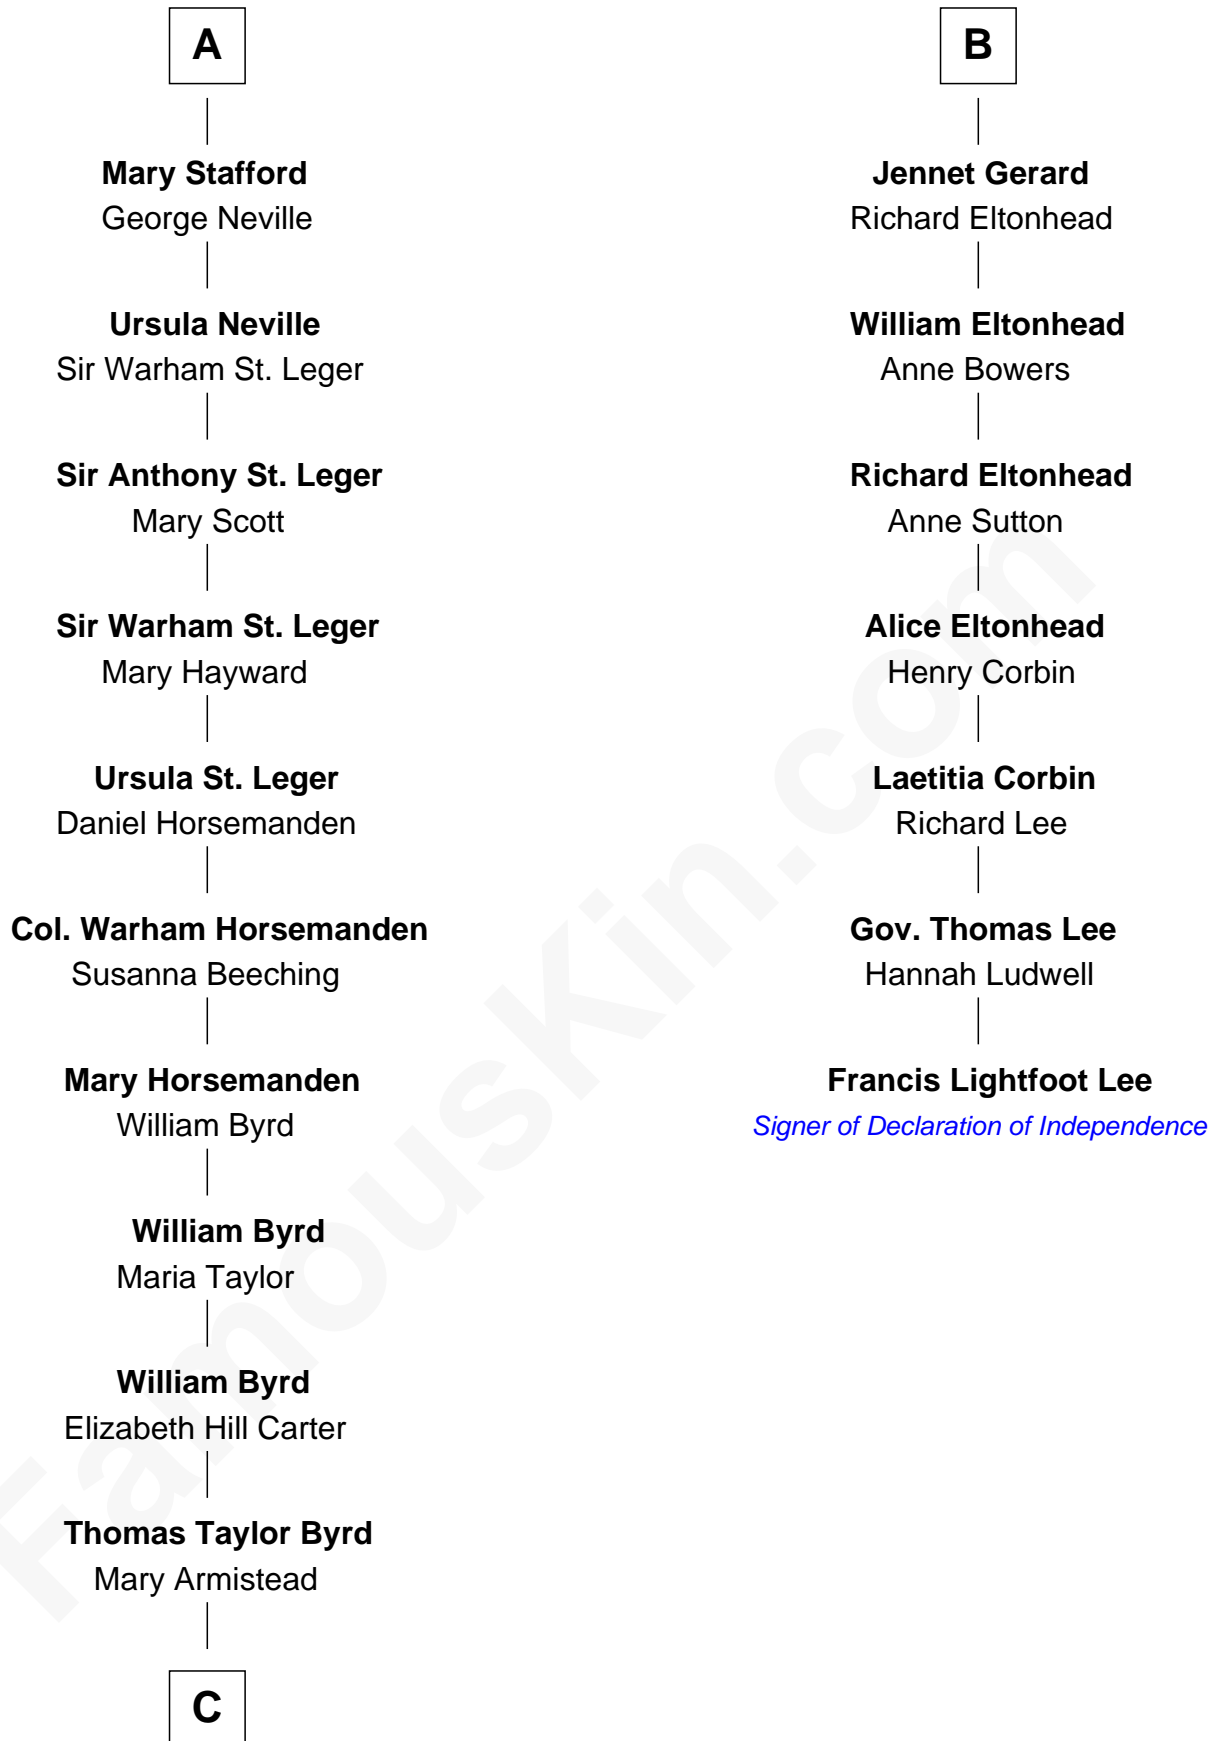 A
Mary Stafford
George Neville
Ursula Neville
Sir Warham St. Leger
Sir Anthony St. Leger
Mary Scott
Sir Warham St. Leger
Mary Hayward
Ursula St. Leger
Daniel Horsemanden
Col. Warham Horsemanden
Susanna Beeching
Mary Horsemanden
William Byrd
William Byrd
Maria Taylor
William Byrd
Elizabeth Hill Carter
Thomas Taylor Byrd
Mary Armistead
C
B
Jennet Gerard
Richard Eltonhead
William Eltonhead
Anne Bowers
Richard Eltonhead
Anne Sutton
Alice Eltonhead
Henry Corbin
Laetitia Corbin
Richard Lee
Gov. Thomas Lee
Hannah Ludwell
Francis Lightfoot Lee
Signer of Declaration of Independence
FamousKin.com